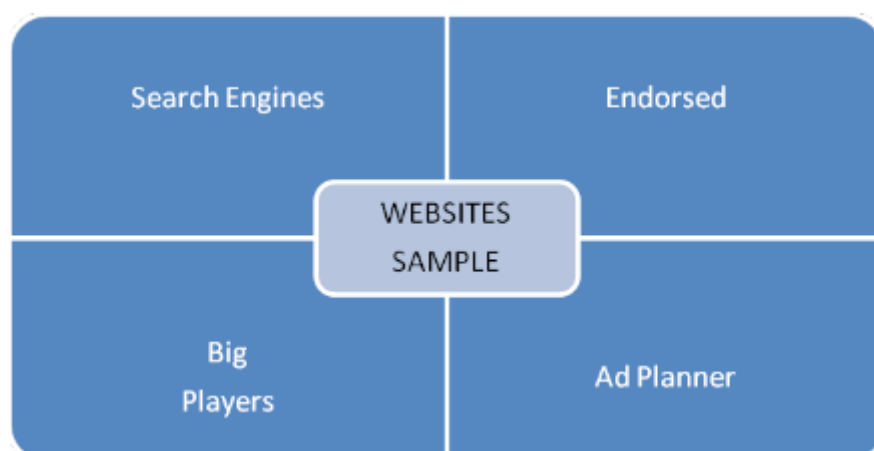 Search Engines
Endorsed
WEBSITES
SAMPLE
Big
Players
Ad Planner